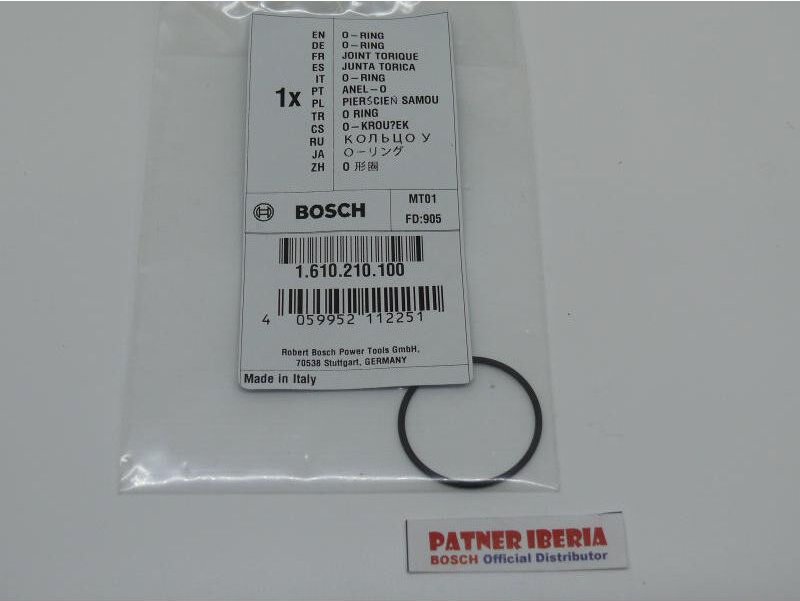 1x
EN O-RING
DE O-RING
FR JOINT TORIQUE
ES JUNTA TORICA
IT O-RING
PT ANEL-O
PL PIERŚCIEŃ SAMOU
TR O RING
CS O-KROU?EK
RU КОЛЬЦО У
JA O-リング
ZH O 形圈
BOSCH
MT01
FD:905
1.610.210.100
4 059952 112251
Robert Bosch Power Tools GmbH,
70538 Stuttgart, GERMANY
Made in Italy
PATNER IBERIA
BOSCH Official Distributor